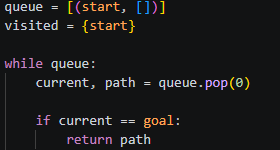 queue = [(start, [])]
visited = {start}
while queue:
    current, path = queue.pop(0)
    if current == goal:
        return path